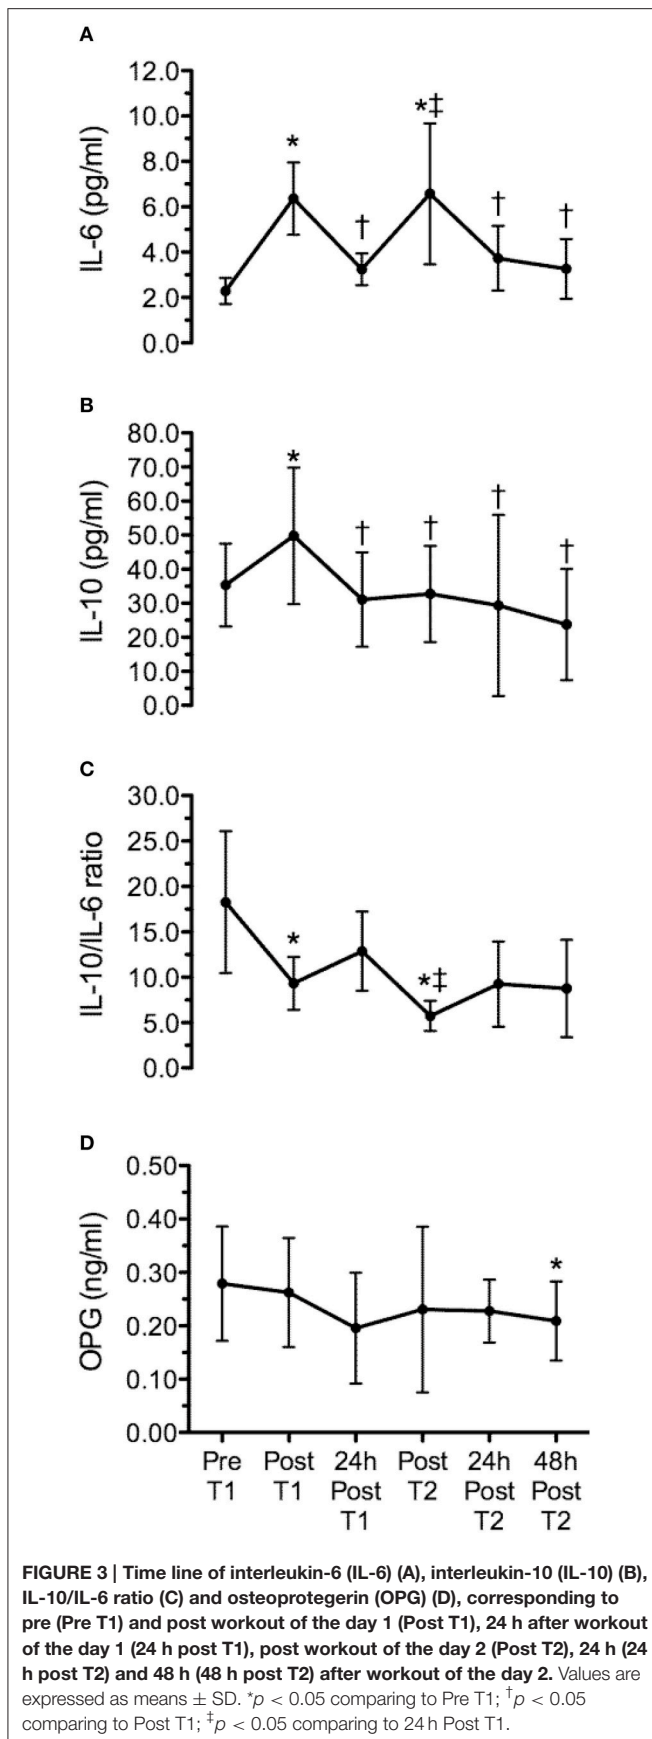 A
12.0
10.0
8.0
6.0
4.0
2.0
0.0
IL-6 (pg/ml)
*
†
*‡
†
†
B
80.0
70.0
60.0
50.0
40.0
30.0
20.0
10.0
0.0
IL-10 (pg/ml)
*
†
†
†
†
C
30.0
25.0
20.0
15.0
10.0
5.0
0.0
IL-10/IL-6 ratio
*
*‡
D
0.50
0.40
0.30
0.20
0.10
0.00
OPG (ng/ml)
*
Pre
T1
Post
T1
24h
Post
T1
Post
T2
24h
Post
T2
48h
Post
T2
FIGURE 3 | Time line of interleukin-6 (IL-6) (A), interleukin-10 (IL-10) (B),
IL-10/IL-6 ratio (C) and osteoprotegerin (OPG) (D), corresponding to
pre (Pre T1) and post workout of the day 1 (Post T1), 24 h after workout
of the day 1 (24 h post T1), post workout of the day 2 (Post T2), 24 h (24
h post T2) and 48 h (48 h post T2) after workout of the day 2. Values are
expressed as means ± SD. *p < 0.05 comparing to Pre T1; †p < 0.05
comparing to Post T1; ‡p < 0.05 comparing to 24 h Post T1.